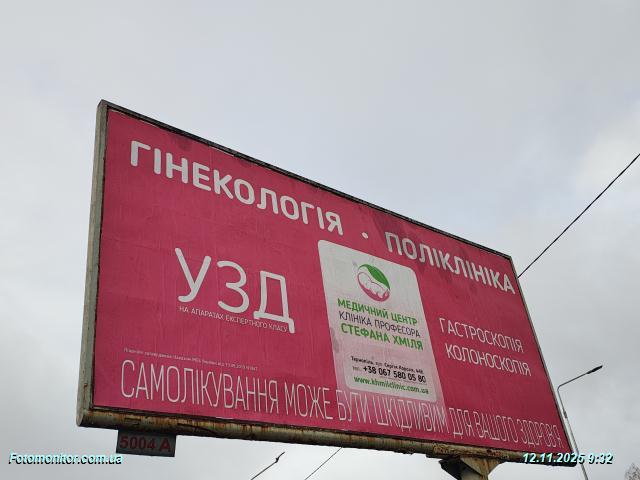 ГІНЕКОЛОГІЯ • ПОЛІКЛІНІКА
УЗД
НА АПАРАТАХ ЕКСПЕРТНОГО КЛАСУ
МЕДИЧНИЙ ЦЕНТР
КЛІНІКА ПРОФЕСОРА
СТЕФАНА ХМІЛЯ
тел.: +38 067 580 05 80
www.khmilclinic.com.ua
ГАСТРОСКОПІЯ
КОЛОНОСКОПІЯ
САМОЛІКУВАННЯ МОЖЕ БУТИ ШКІДЛИВИМ ДЛЯ ВАШОГО ЗДОРОВ'Я
5004 A
Fotomonitor.com.ua
12.11.2025 9:32